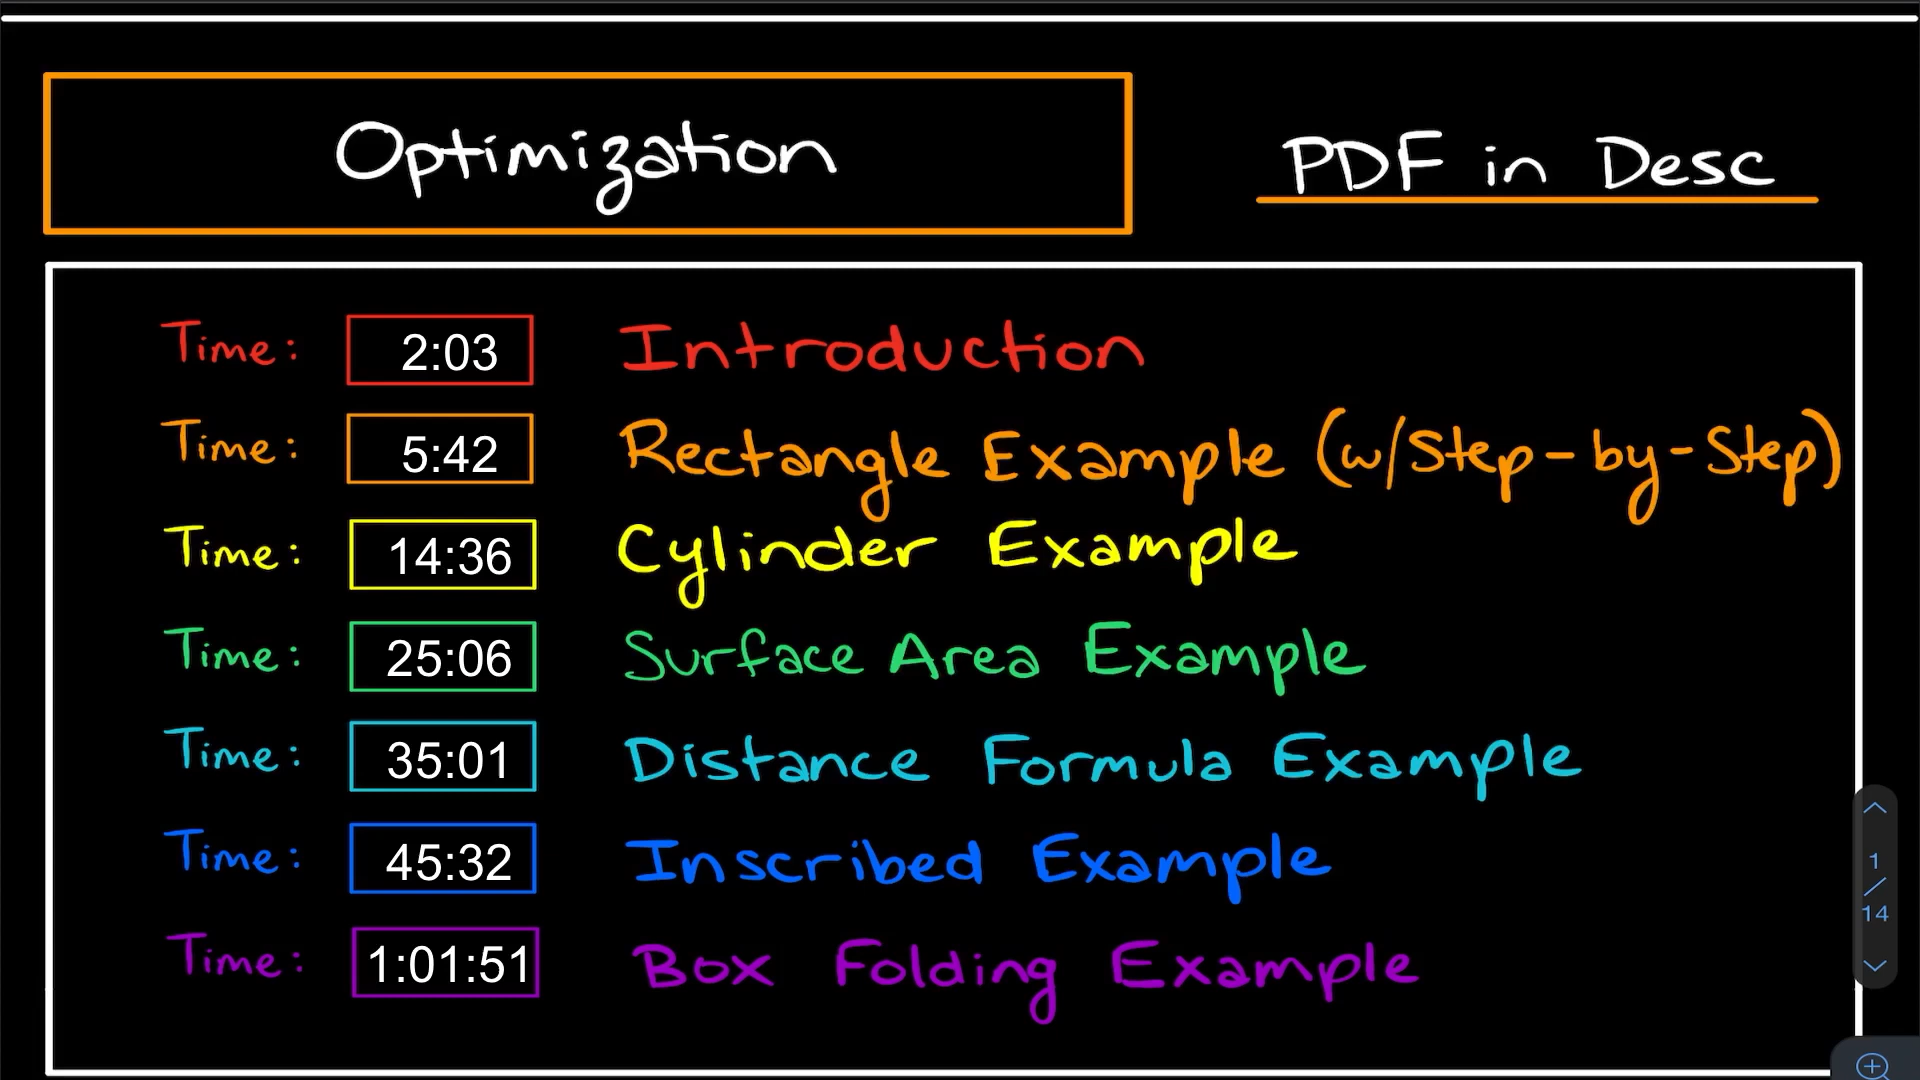 Optimization
PDF in Desc
Time: 2:03 Introduction
Time: 5:42 Rectangle Example (w/Step-by-Step)
Time: 14:36 Cylinder Example
Time: 25:06 Surface Area Example
Time: 35:01 Distance Formula Example
Time: 45:32 Inscribed Example
Time: 1:01:51 Box Folding Example
1
/
14